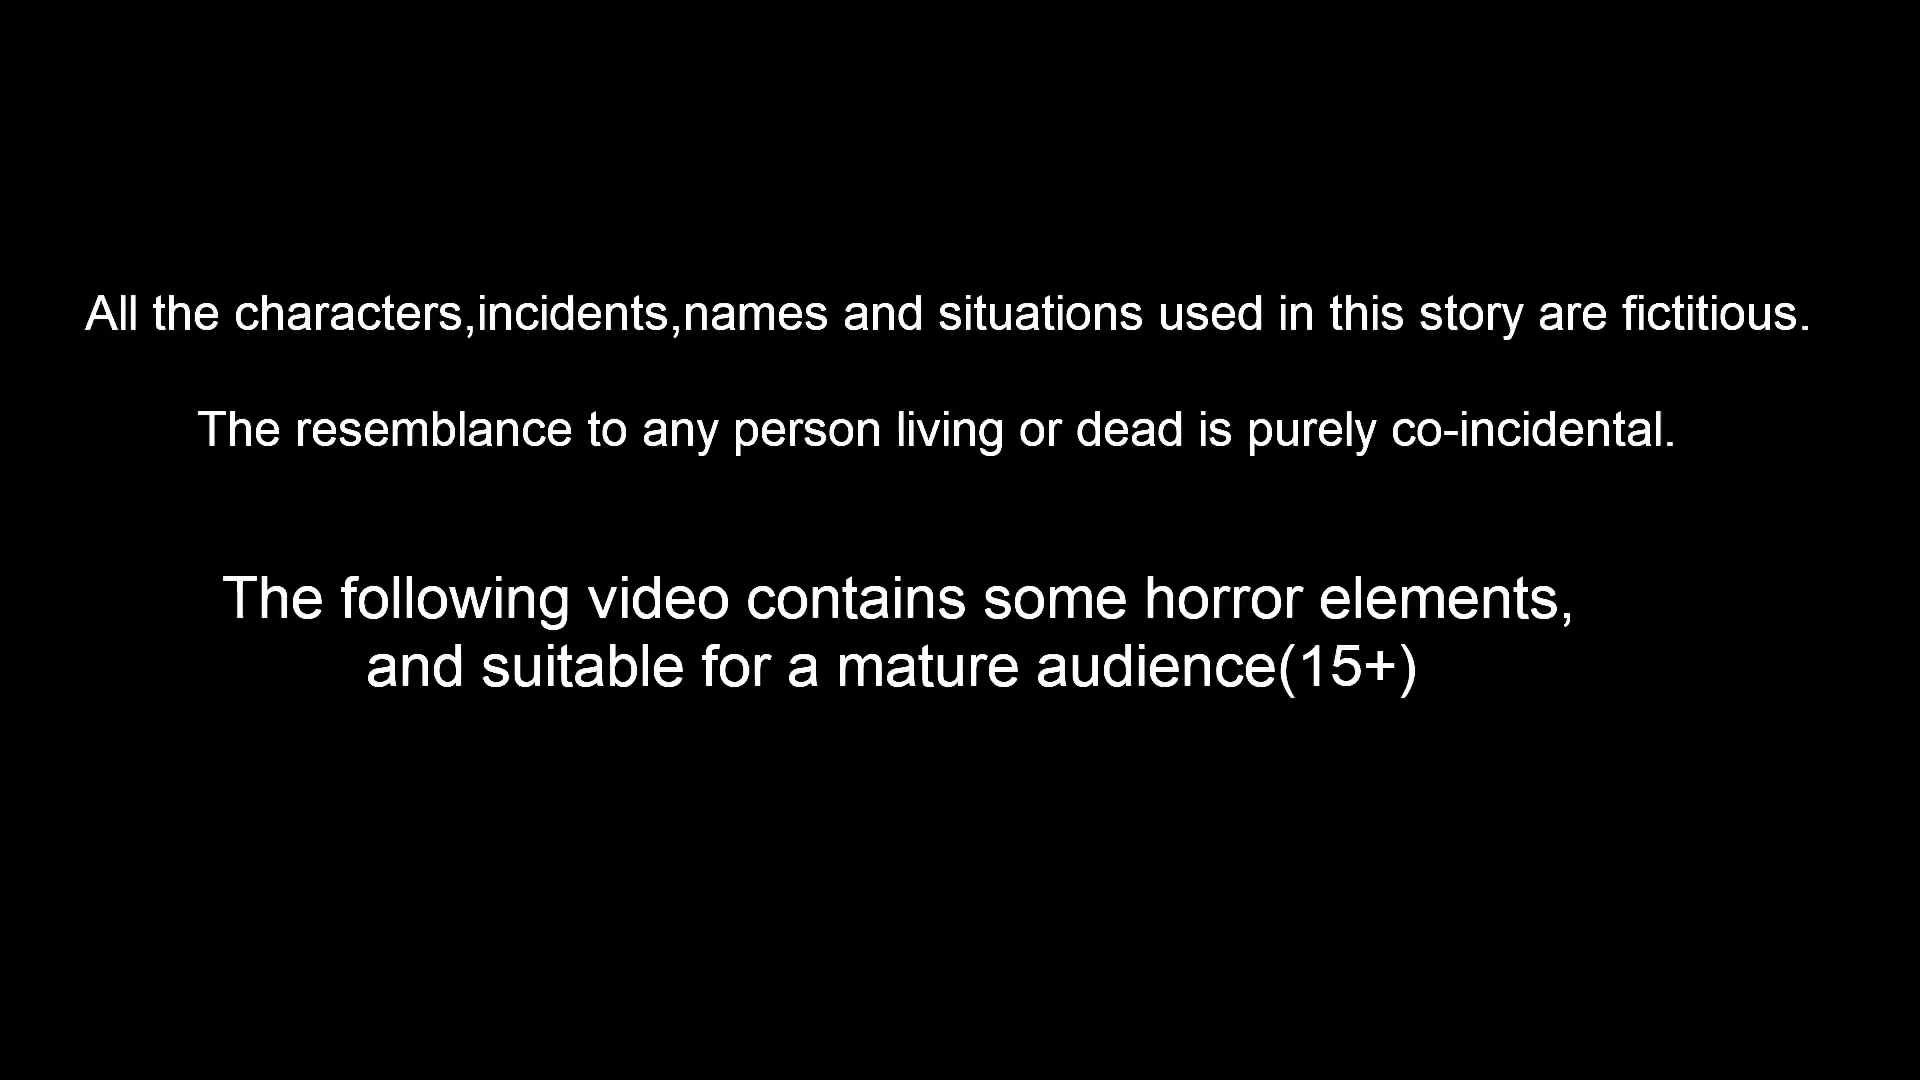 All the characters,incidents,names and situations used in this story are fictitious.
The resemblance to any person living or dead is purely co-incidental.
The following video contains some horror elements,
and suitable for a mature audience(15+)